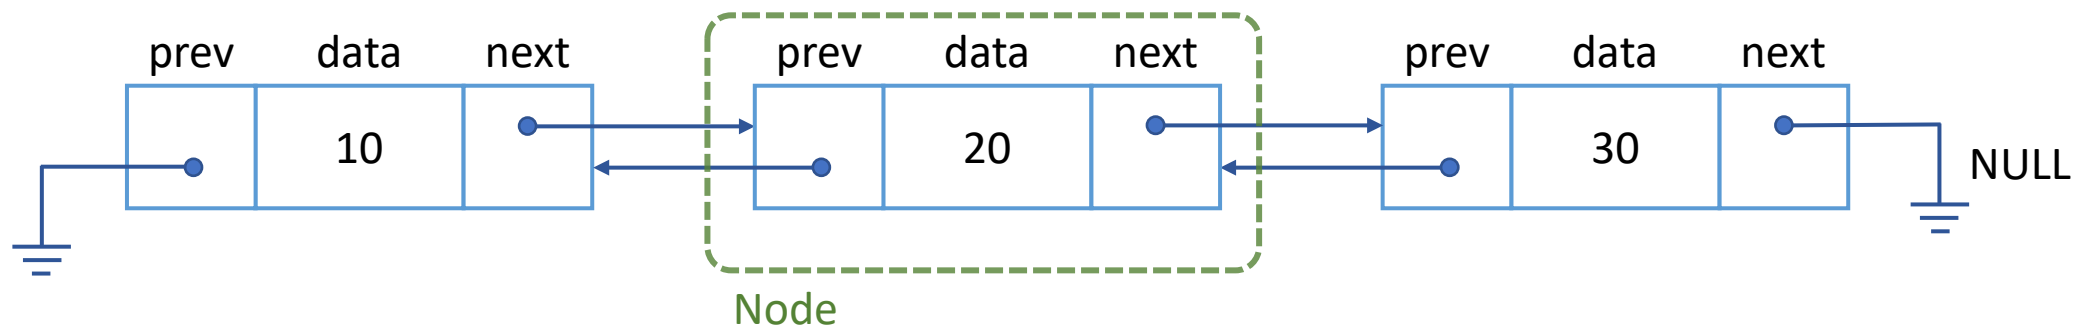 prev data next prev data next prev data next
10 20 30
NULL
Node